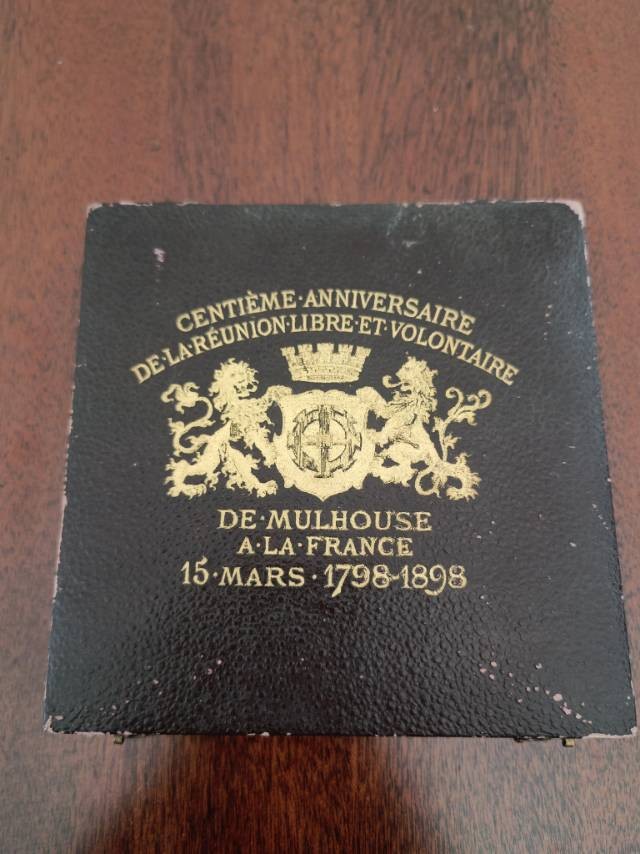 CENTIÈME·ANNIVERSAIRE
DE·LA·RÉUNION·LIBRE·ET·VOLONTAIRE
DE·MULHOUSE
A·LA·FRANCE
15·MARS·1798-1898